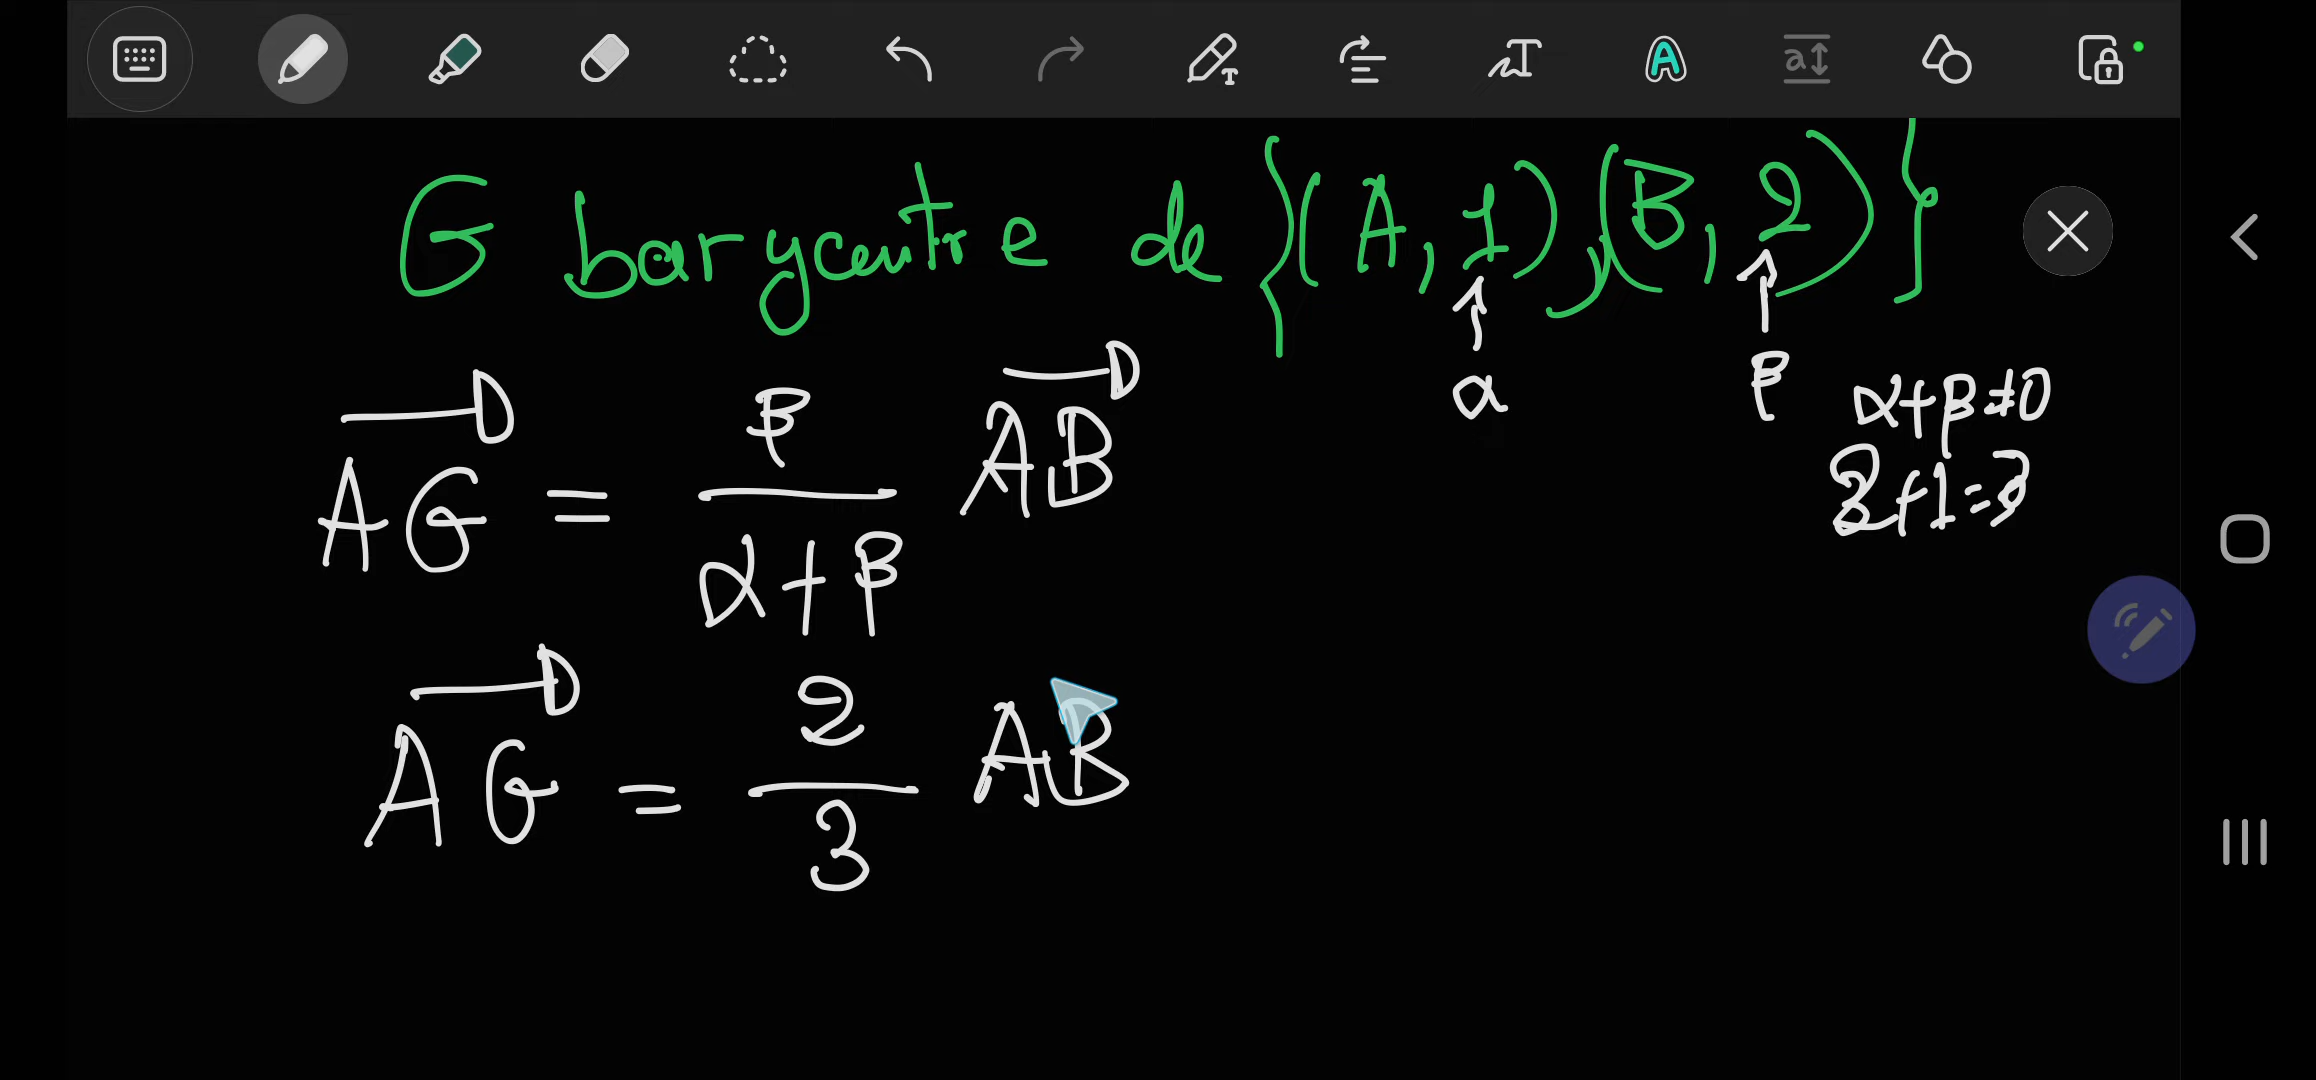 G barycentre de {(A,1),(B,2)}
α β
α+β≠0
2+1=3
AG = β/α+β AB
AG = 2/3 AB